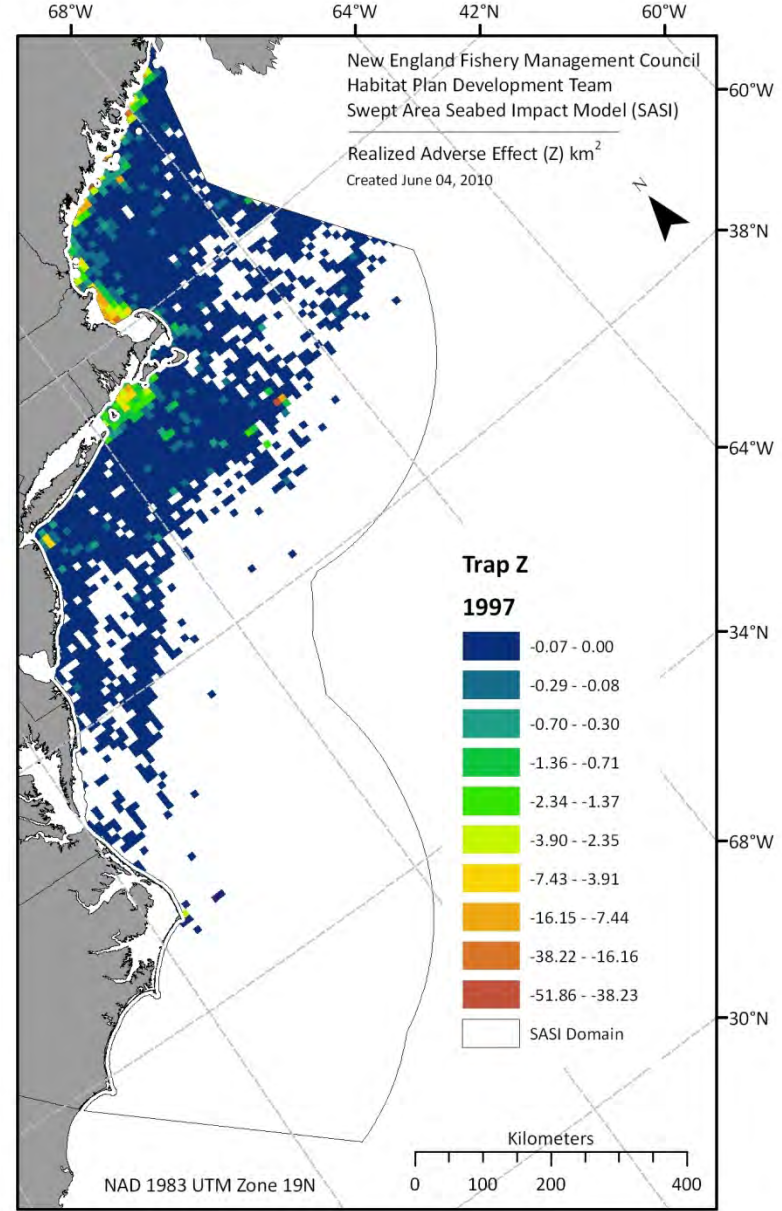 68°W
64°W
42°N
60°W
New England Fishery Management Council
Habitat Plan Development Team
Swept Area Seabed Impact Model (SASI)
Realized Adverse Effect (Z) km²
Created June 04, 2010
N
60°W
38°N
64°W
34°N
68°W
30°N
Trap Z
1997
-0.07 - 0.00
-0.29 - -0.08
-0.70 - -0.30
-1.36 - -0.71
-2.34 - -1.37
-3.90 - -2.35
-7.43 - -3.91
-16.15 - -7.44
-38.22 - -16.16
-51.86 - -38.23
SASI Domain
Kilometers
0 100 200 400
NAD 1983 UTM Zone 19N